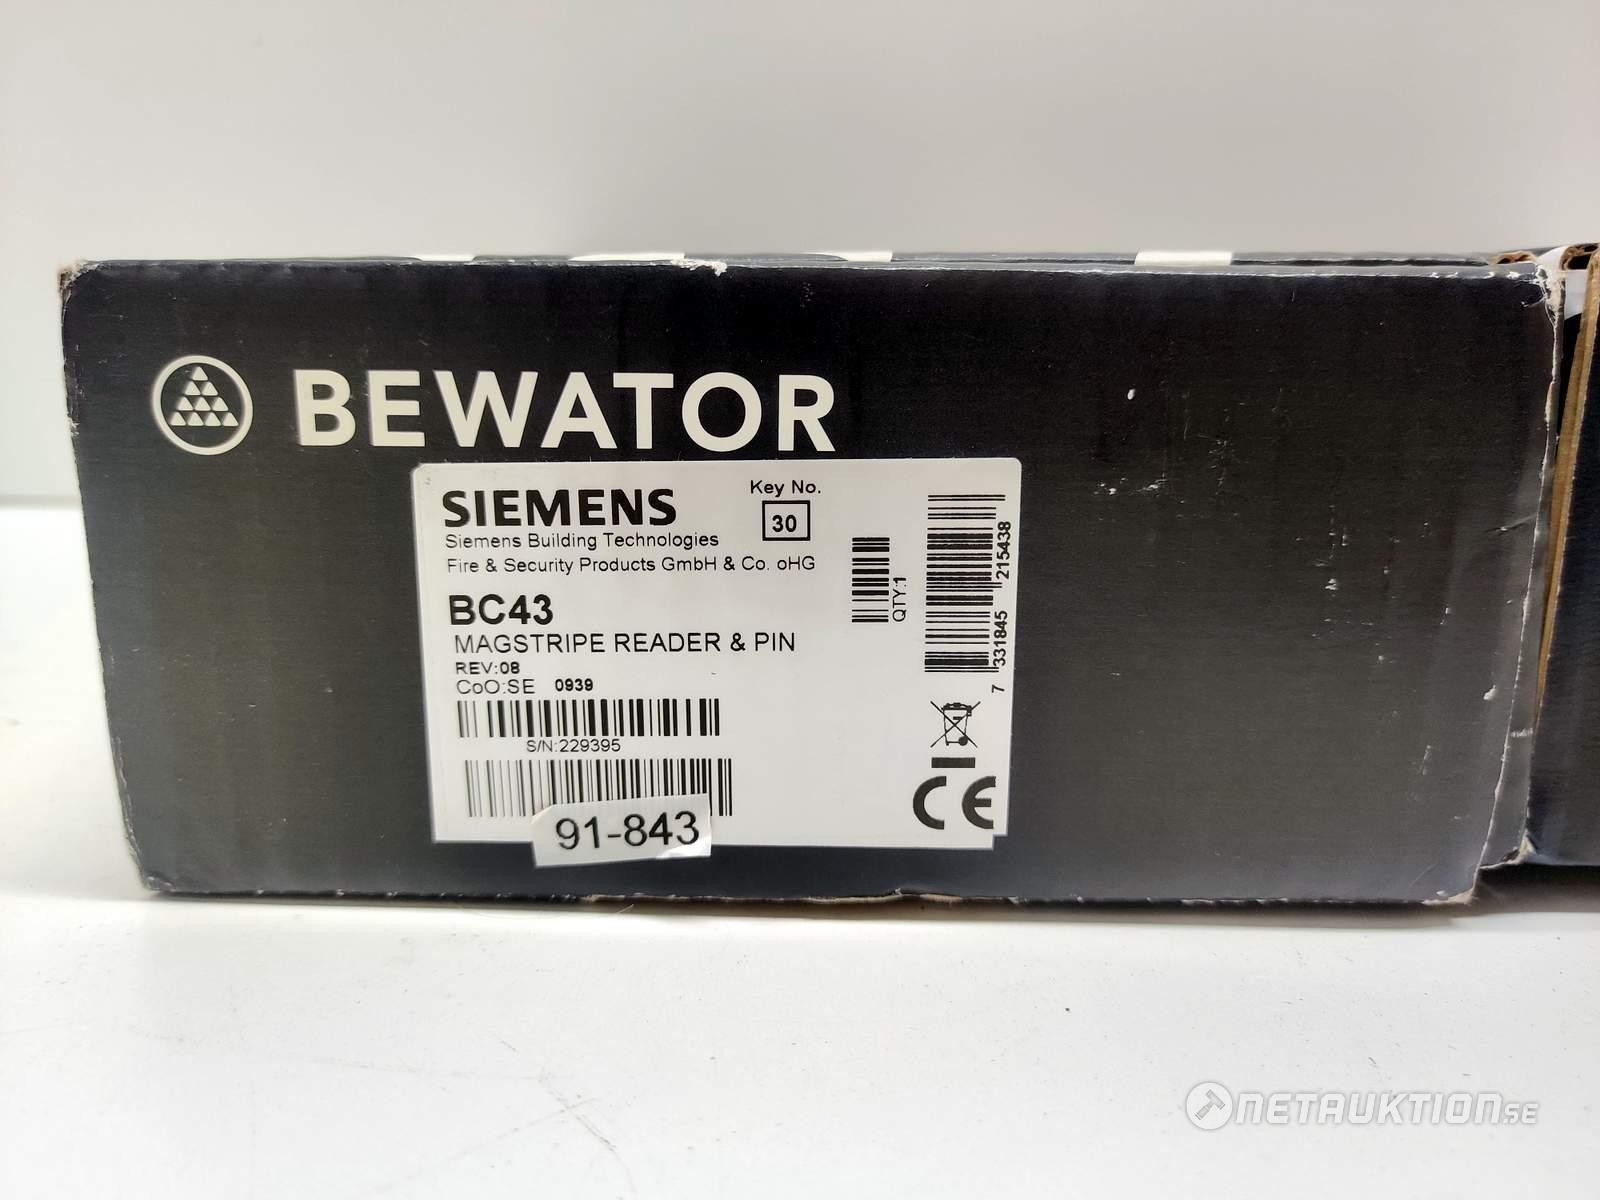 BEWATOR
SIEMENS
Key No.
30
Siemens Building Technologies
Fire & Security Products GmbH & Co. oHG
BC43
MAGSTRIPE READER & PIN
REV:08
CoO:SE 0939
S/N:229395
QTY:1
7 331845 215438
CE
91-843
NETAUKTION.SE